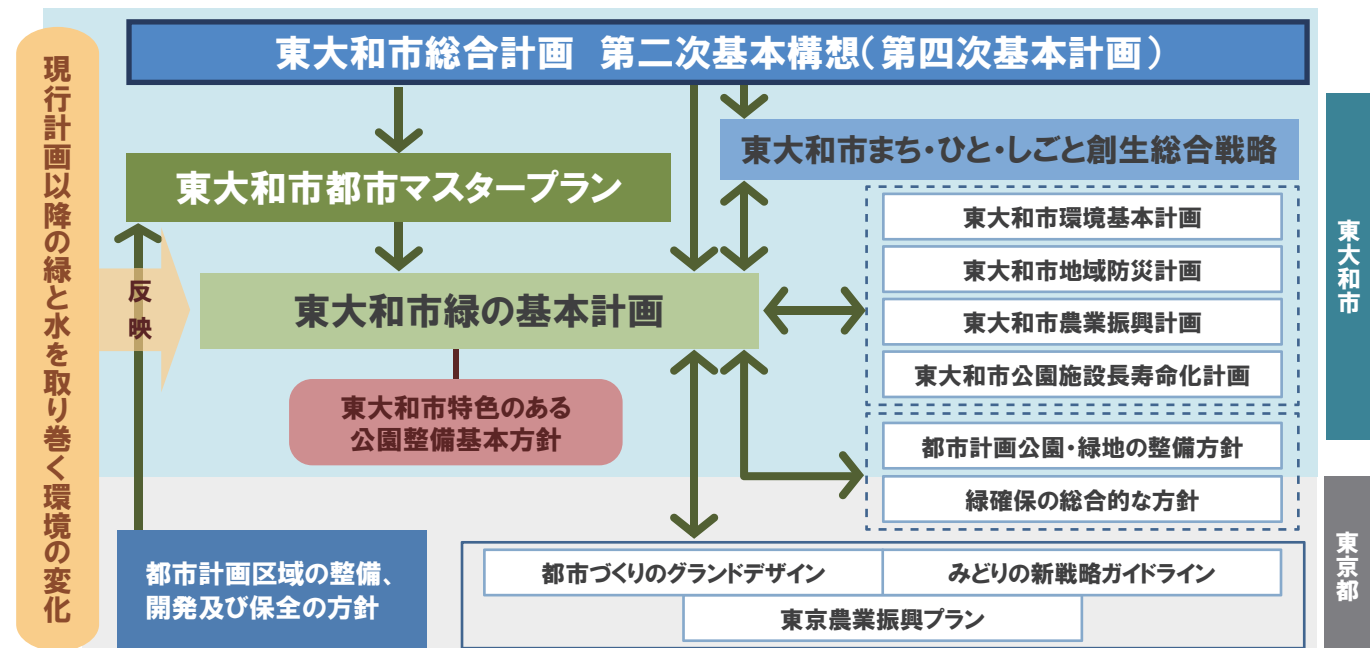 東大和市総合計画 第二次基本構想(第四次基本計画)
現行計画以降の緑と水を取り巻く環境の変化
東大和市まち・ひと・しごと創生総合戦略
東大和市都市マスタープラン
東大和市環境基本計画
東大和市地域防災計画
東大和市農業振興計画
東大和市公園施設長寿命化計画
東大和市
反
映
東大和市緑の基本計画
東大和市特色のある
公園整備基本方針
都市計画公園・緑地の整備方針
緑確保の総合的な方針
東京都
都市計画区域の整備、
開発及び保全の方針
都市づくりのグランドデザイン
みどりの新戦略ガイドライン
東京農業振興プラン